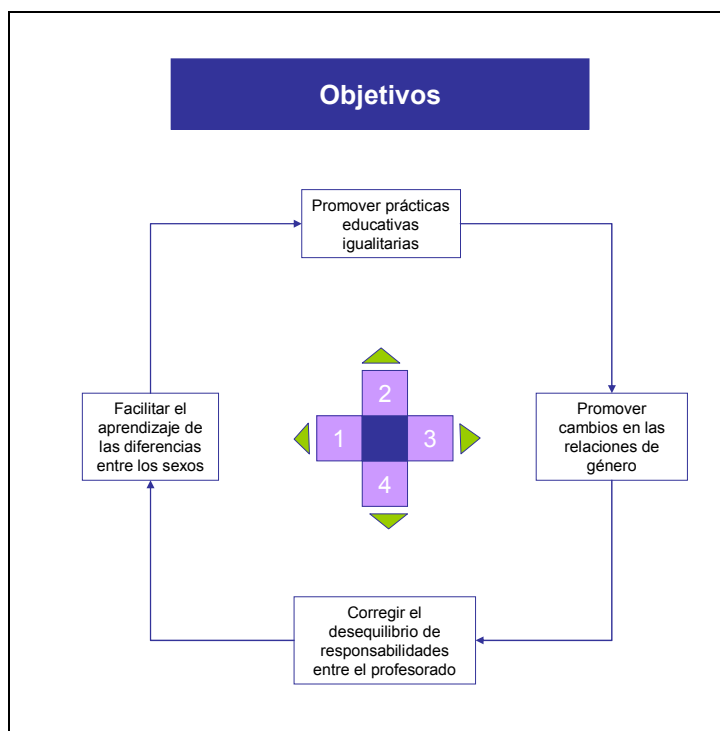 Objetivos
Promover prácticas
educativas
igualitarias
2
Facilitar el
aprendizaje de
las diferencias
entre los sexos
1
3
Promover
cambios en las
relaciones de
género
4
Corregir el
desequilibrio de
responsabilidades
entre el profesorado